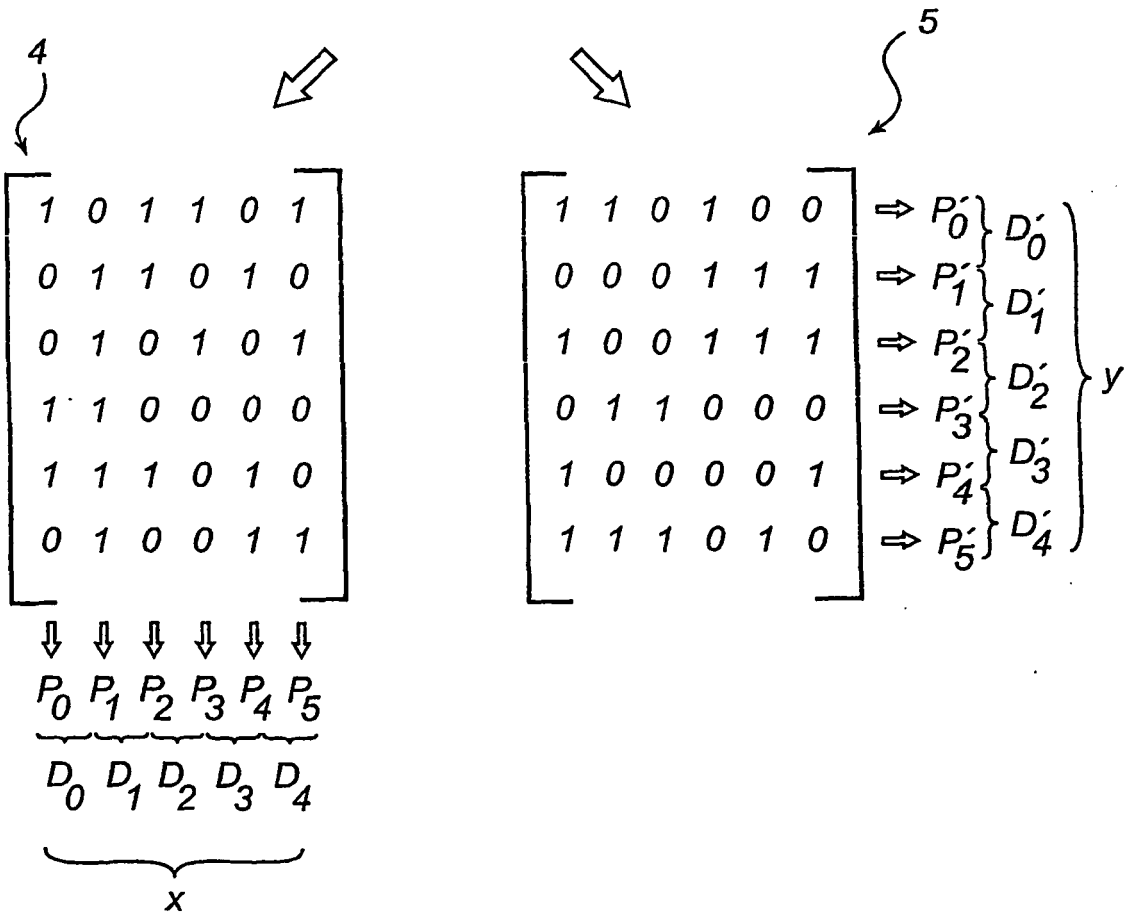 4
5
1 0 1 1 0 1
0 1 1 0 1 0
0 1 0 1 0 1
1 1 0 0 0 0
1 1 1 0 1 0
0 1 0 0 1 1
P0 P1 P2 P3 P4 P5
D0 D1 D2 D3 D4
x
1 1 0 1 0 0
0 0 0 1 1 1
1 0 0 1 1 1
0 1 1 0 0 0
1 0 0 0 0 1
1 1 1 0 1 0
P′0
P′1
P′2
P′3
P′4
P′5
D′0
D′1
D′2
D′3
D′4
y